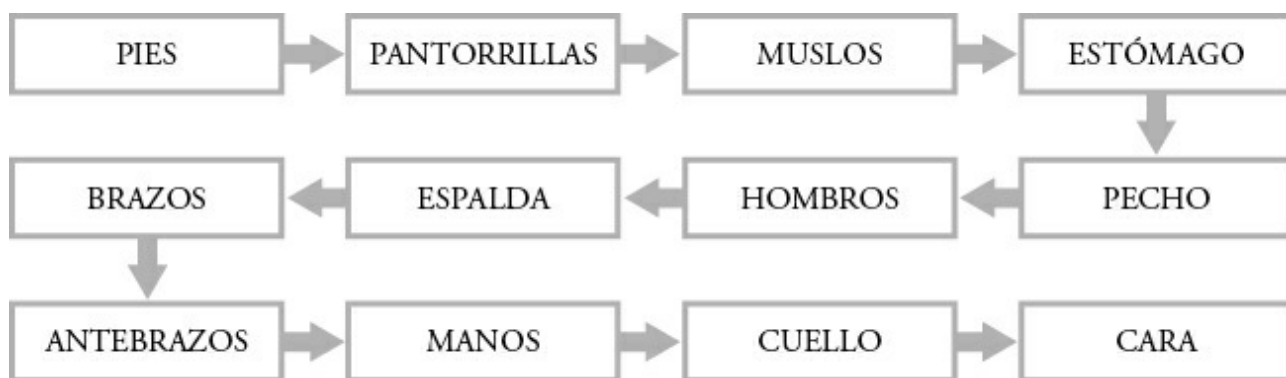 PIES PANTORRILLAS MUSLOS ESTÓMAGO
BRAZOS ESPALDA HOMBROS PECHO
ANTEBRAZOS MANOS CUELLO CARA